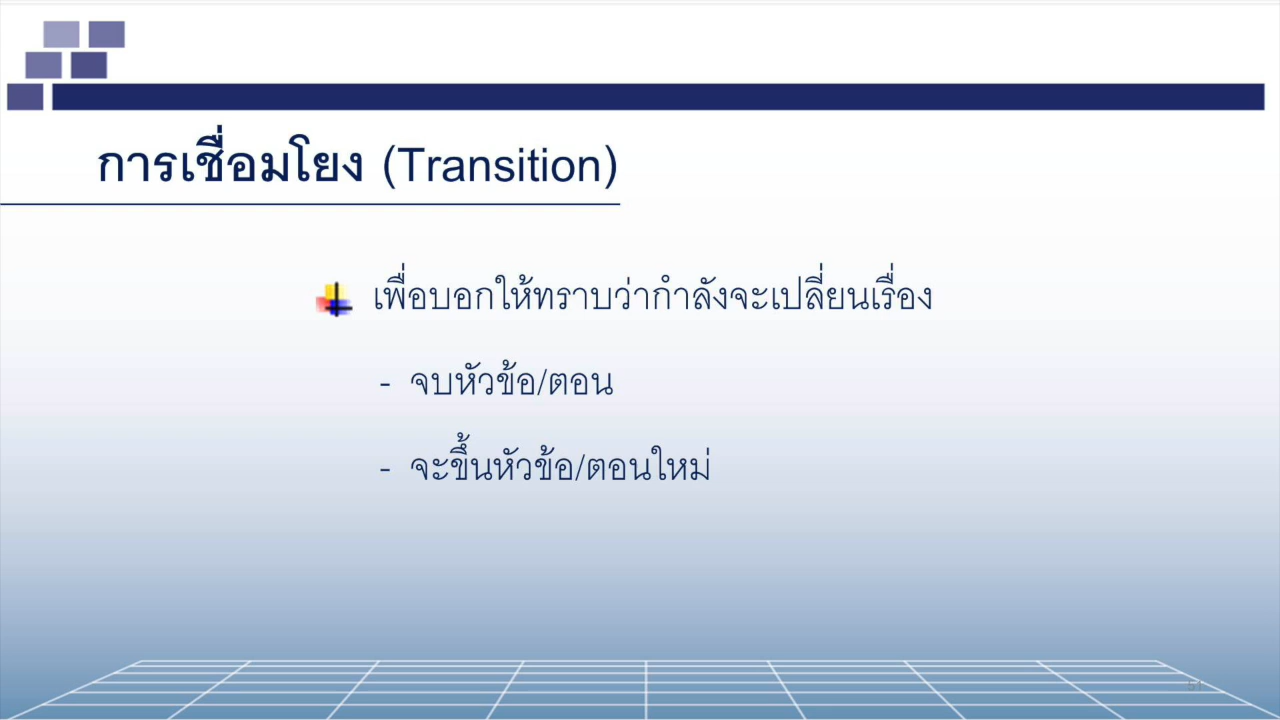 การเชื่อมโยง (Transition)
เพื่อบอกให้ทราบว่ากำลังจะเปลี่ยนเรื่อง
- จบหัวข้อ/ตอน
- จะขึ้นหัวข้อ/ตอนใหม่
51